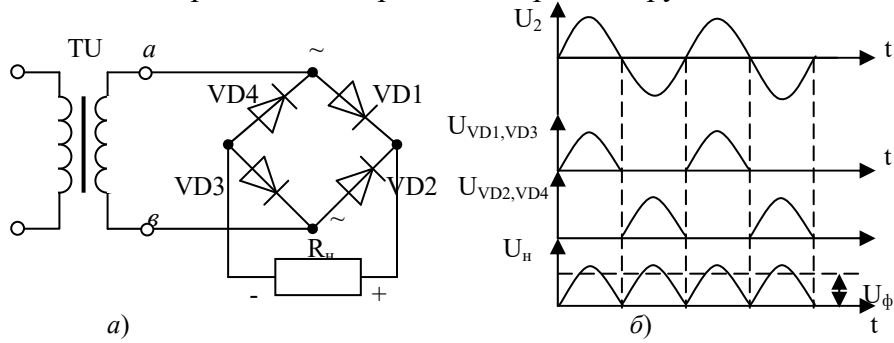 TU
а
~
VD4
VD1
VD3
VD2
в
~
Rн
-
+
а)
U2
t
UVD1,VD3
t
UVD2,VD4
Uн
Uф
t
б)